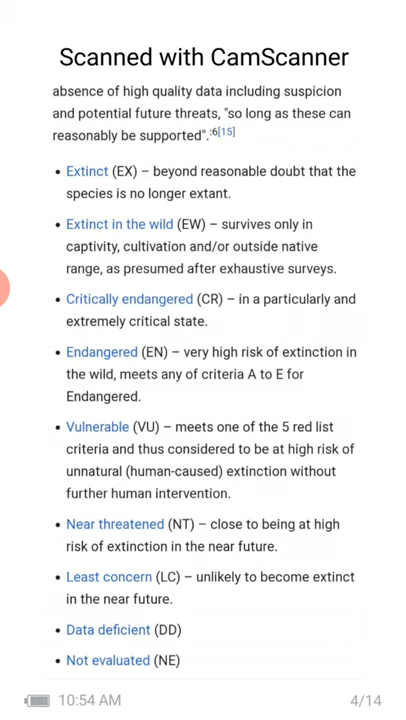 Scanned with CamScanner
absence of high quality data including suspicion
and potential future threats, "so long as these can
reasonably be supported".:6[15]
• Extinct (EX) – beyond reasonable doubt that the
species is no longer extant.
• Extinct in the wild (EW) – survives only in
captivity, cultivation and/or outside native
range, as presumed after exhaustive surveys.
• Critically endangered (CR) – in a particularly and
extremely critical state.
• Endangered (EN) – very high risk of extinction in
the wild, meets any of criteria A to E for
Endangered.
• Vulnerable (VU) – meets one of the 5 red list
criteria and thus considered to be at high risk of
unnatural (human-caused) extinction without
further human intervention.
• Near threatened (NT) – close to being at high
risk of extinction in the near future.
• Least concern (LC) – unlikely to become extinct
in the near future.
• Data deficient (DD)
• Not evaluated (NE)
10:54 AM 4/14